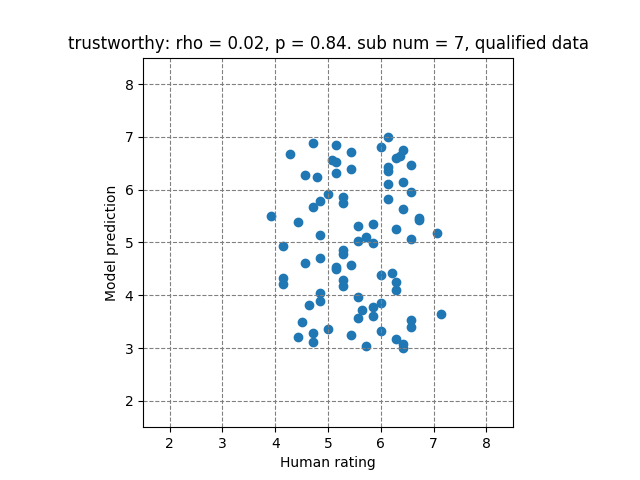 trustworthy: rho = 0.02, p = 0.84. sub num = 7, qualified data
8
7
6
5
4
3
2
Model prediction
2 3 4 5 6 7 8
Human rating